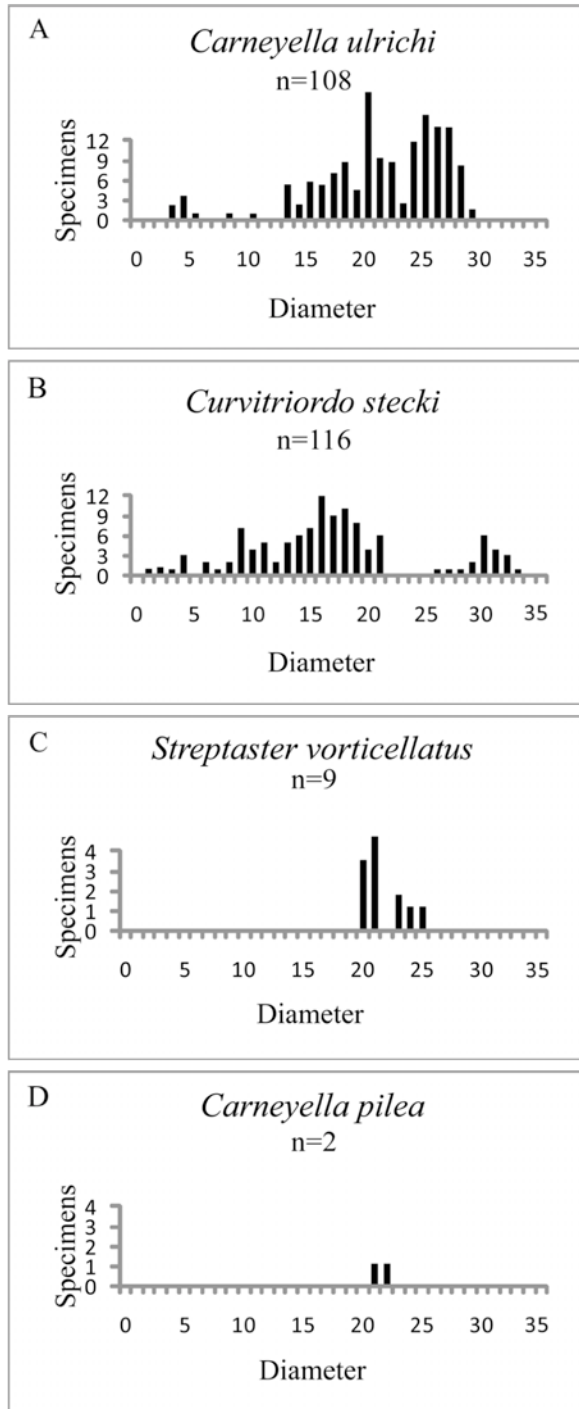 A
Carneyella ulrichi
n=108
Specimens
12
9
6
3
0
0 5 10 15 20 25 30 35
Diameter
B
Curvitriordo stecki
n=116
Specimens
12
9
6
3
0
0 5 10 15 20 25 30 35
Diameter
C
Streptaster vorticellatus
n=9
Specimens
4
3
2
1
0
0 5 10 15 20 25 30 35
Diameter
D
Carneyella pilea
n=2
Specimens
4
3
2
1
0
0 5 10 15 20 25 30 35
Diameter